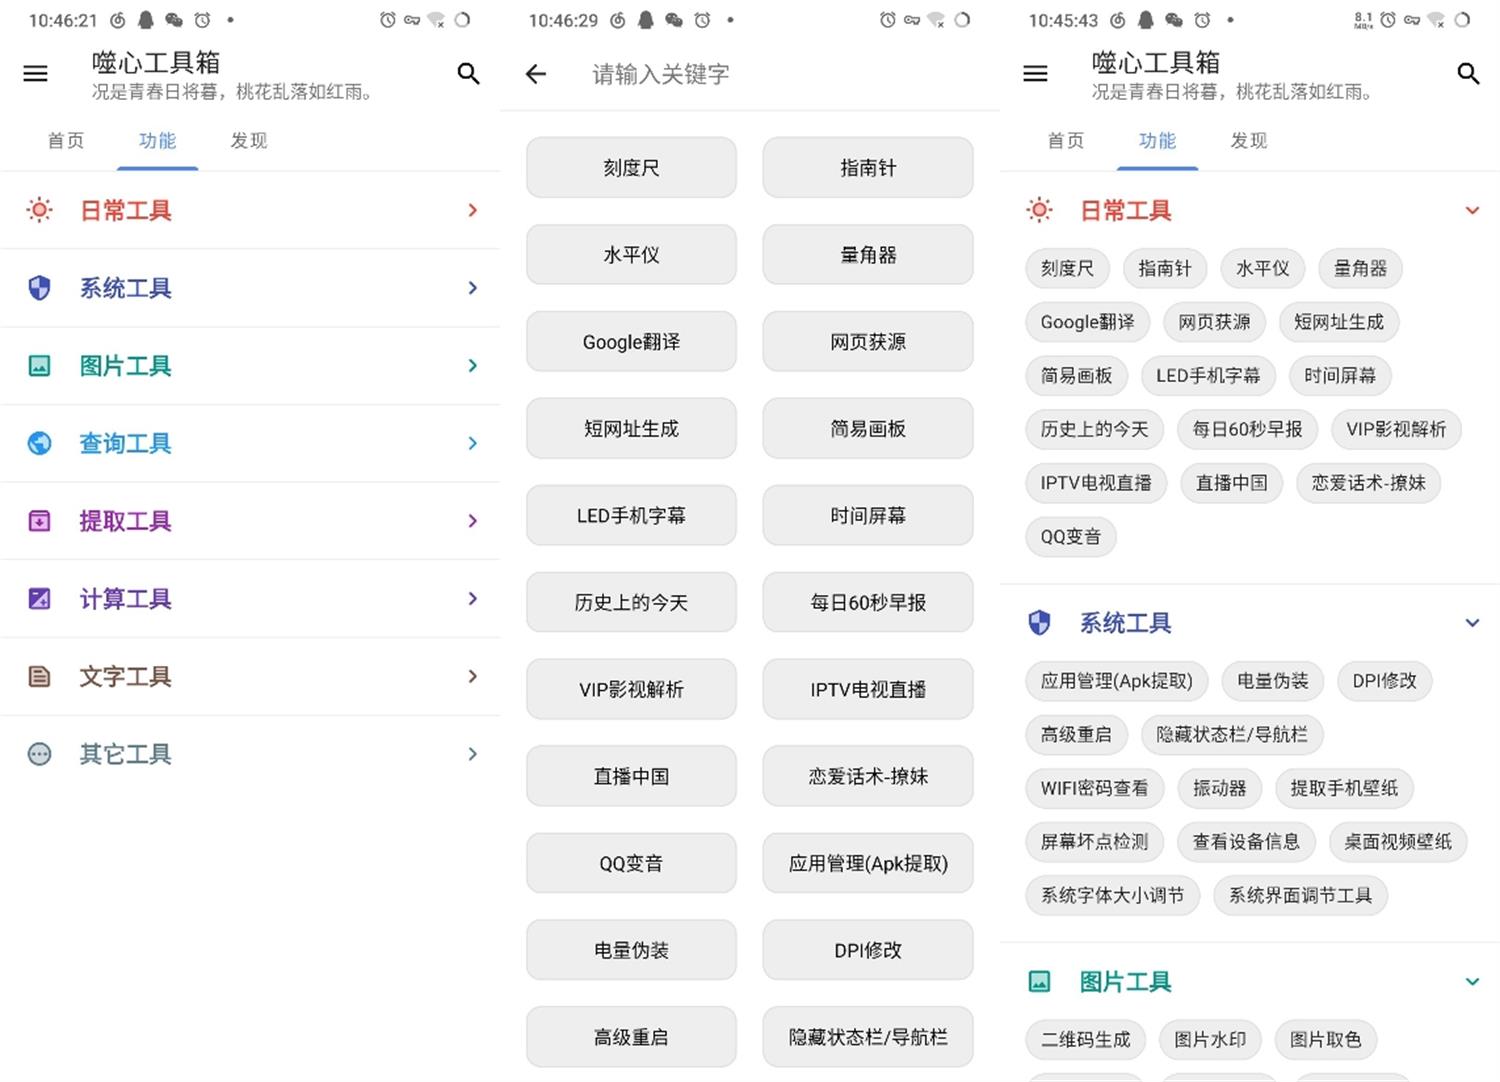 10:46:21
噬心工具箱
况是青春日将暮，桃花乱落如红雨。
首页 功能 发现
日常工具
系统工具
图片工具
查询工具
提取工具
计算工具
文字工具
其它工具
10:46:29
请输入关键字
刻度尺 指南针
水平仪 量角器
Google翻译 网页获源
短网址生成 简易画板
LED手机字幕 时间屏幕
历史上的今天 每日60秒早报
VIP影视解析 IPTV电视直播
直播中国 恋爱话术-撩妹
QQ变音 应用管理(Apk提取)
电量伪装 DPI修改
高级重启 隐藏状态栏/导航栏
10:45:43 8.1
噬心工具箱
况是青春日将暮，桃花乱落如红雨。
首页 功能 发现
日常工具
刻度尺 指南针 水平仪 量角器
Google翻译 网页获源 短网址生成
简易画板 LED手机字幕 时间屏幕
历史上的今天 每日60秒早报 VIP影视解析
IPTV电视直播 直播中国 恋爱话术-撩妹
QQ变音
系统工具
应用管理(Apk提取) 电量伪装 DPI修改
高级重启 隐藏状态栏/导航栏
WIFI密码查看 振动器 提取手机壁纸
屏幕坏点检测 查看设备信息 桌面视频壁纸
系统字体大小调节 系统界面调节工具
图片工具
二维码生成 图片水印 图片取色